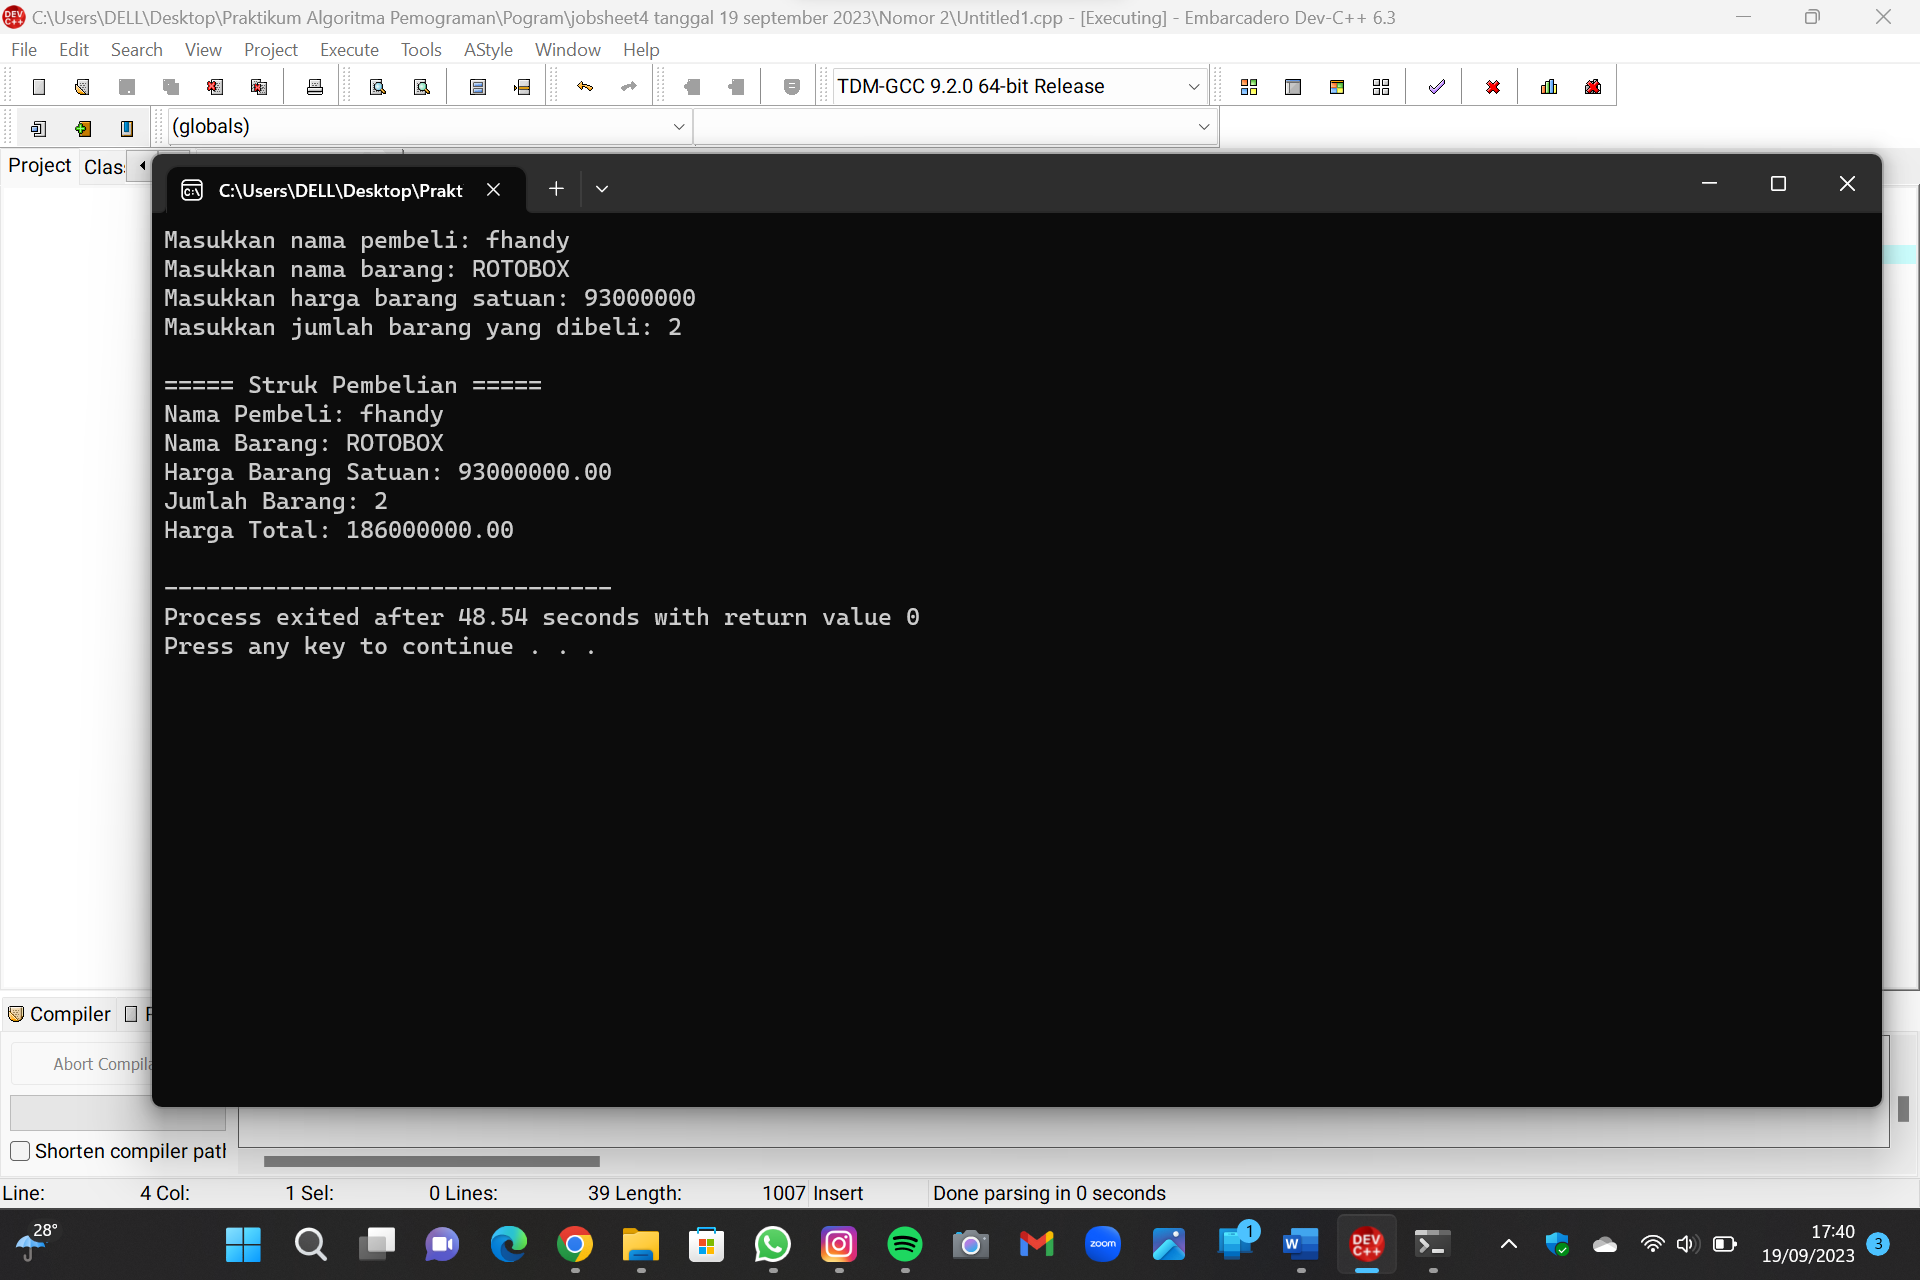 C:\Users\DELL\Desktop\Praktikum Algoritma Pemograman\Pogram\jobsheet4 tanggal 19 september 2023\Nomor 2\Untitled1.cpp - [Executing] - Embarcadero Dev-C++ 6.3
File Edit Search View Project Execute Tools AStyle Window Help
TDM-GCC 9.2.0 64-bit Release
(globals)
Project Clas
C:\Users\DELL\Desktop\Prakt
Masukkan nama pembeli: fhandy
Masukkan nama barang: ROTOBOX
Masukkan harga barang satuan: 93000000
Masukkan jumlah barang yang dibeli: 2
===== Struk Pembelian =====
Nama Pembeli: fhandy
Nama Barang: ROTOBOX
Harga Barang Satuan: 93000000.00
Jumlah Barang: 2
Harga Total: 186000000.00
--------------------------------
Process exited after 48.54 seconds with return value 0
Press any key to continue . . .
Compiler
Abort Compila
Shorten compiler path
Line: 4 Col: 1 Sel: 0 Lines: 39 Length: 1007 Insert Done parsing in 0 seconds
28°
zoom
1
W
DEV C++
17:40
19/09/2023
3